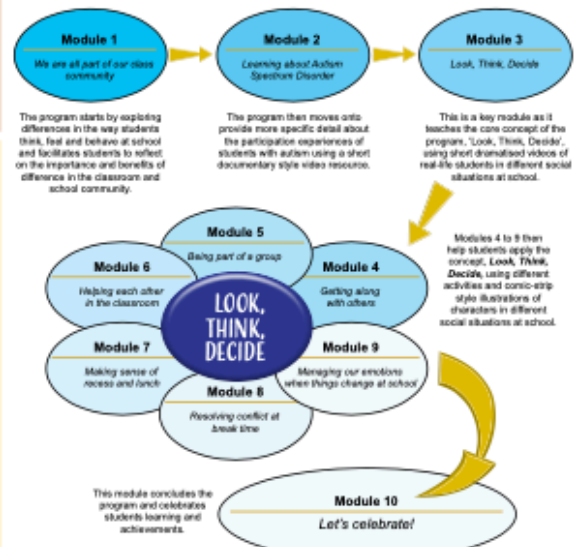 Module 1
We are all part of our class
community
Module 2
Learning about Autism
Spectrum Disorder
Module 3
Look, Think, Decide
The program starts by exploring
differences in the way students
think, feel and behave at school
and facilitates students to reflect
on the importance and benefits of
difference in the classroom and
school community.
The program then moves onto
provide more specific detail about
the participation experiences of
students with autism using a short
documentary style video resource.
This is a key module as it
teaches the core concept of the
program, 'Look, Think, Decide',
using short dramatised videos of
real-life students in different social
situations at school.
Module 5
Being part of a group
Module 6
Helping each other
in the classroom
Module 4
Getting along
with others
LOOK,
THINK,
DECIDE
Modules 4 to 9 then
help students apply the
concept, Look, Think,
Decide, using different
activities and comic-strip
style illustrations of
characters in different
social situations at school.
Module 7
Making sense of
recess and lunch
Module 9
Managing our emotions
when things change at school
Module 8
Resolving conflict at
break time
This module concludes the
program and celebrates
students learning and
achievements.
Module 10
Let's celebrate!